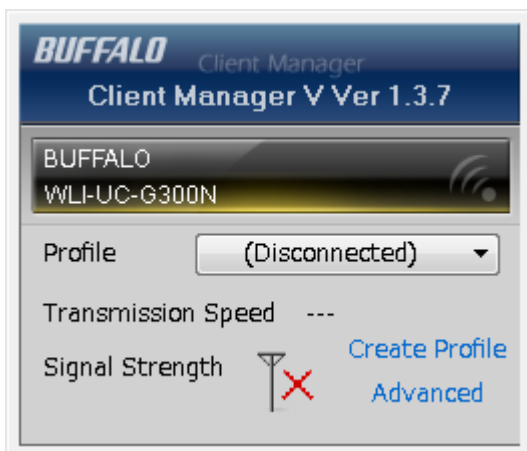 BUFFALO Client Manager
Client Manager V Ver 1.3.7
BUFFALO
WLI-UC-G300N
Profile (Disconnected)
Transmission Speed ---
Signal Strength
Create Profile
Advanced